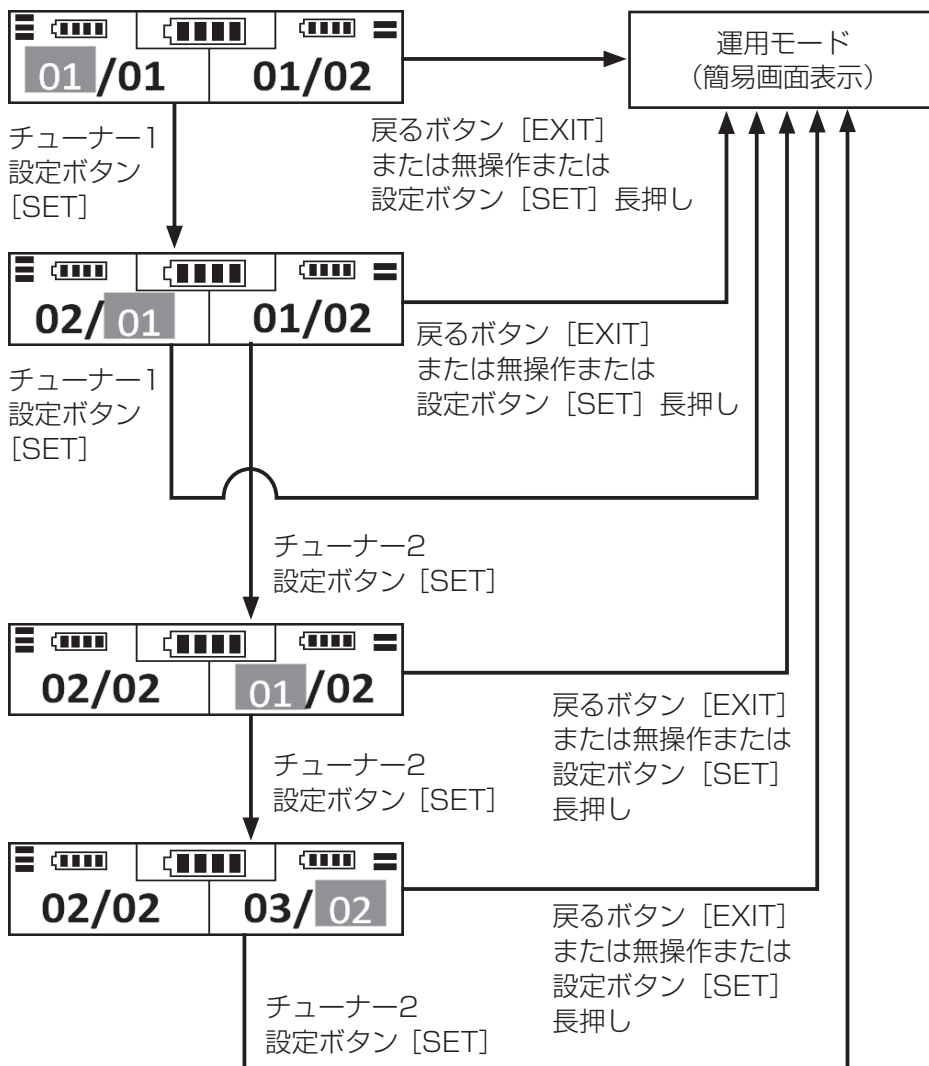 01/01
01/02
運用モード
（簡易画面表示）
チューナー1
設定ボタン
［SET］
戻るボタン［EXIT］
または無操作または
設定ボタン［SET］長押し
02/01
01/02
チューナー1
設定ボタン
［SET］
戻るボタン［EXIT］
または無操作または
設定ボタン［SET］長押し
チューナー2
設定ボタン［SET］
02/02
01/02
戻るボタン［EXIT］
または無操作または
設定ボタン［SET］
長押し
チューナー2
設定ボタン［SET］
02/02
03/02
戻るボタン［EXIT］
または無操作または
設定ボタン［SET］
長押し
チューナー2
設定ボタン［SET］